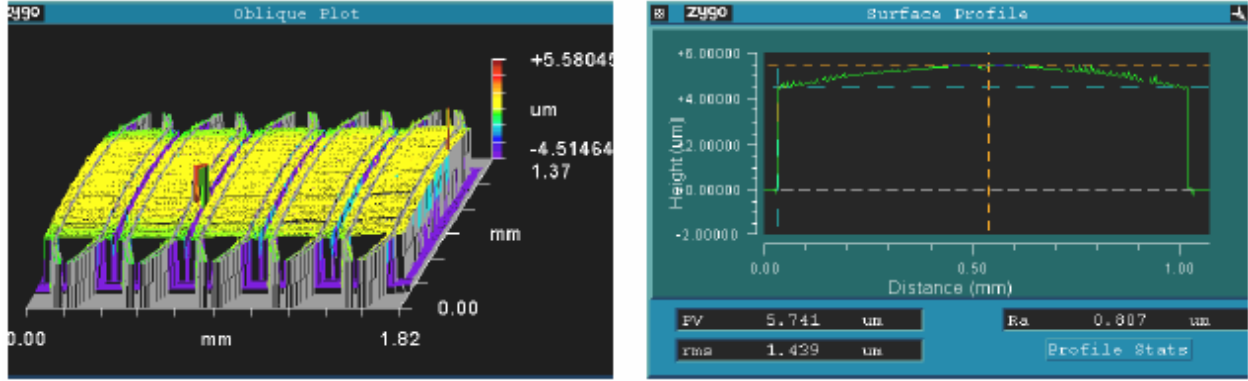 zygo Oblique Plot
+5.58045
um
-4.51464
1.37
mm
0.00
0.00 mm 1.82
zygo Surface Profile
+6.00000
+4.00000
+2.00000
+0.00000
-2.00000
Height (um)
0.00 0.50 1.00
Distance (mm)
PV 5.741 um Ra 0.807 um
rms 1.439 um Profile Stats